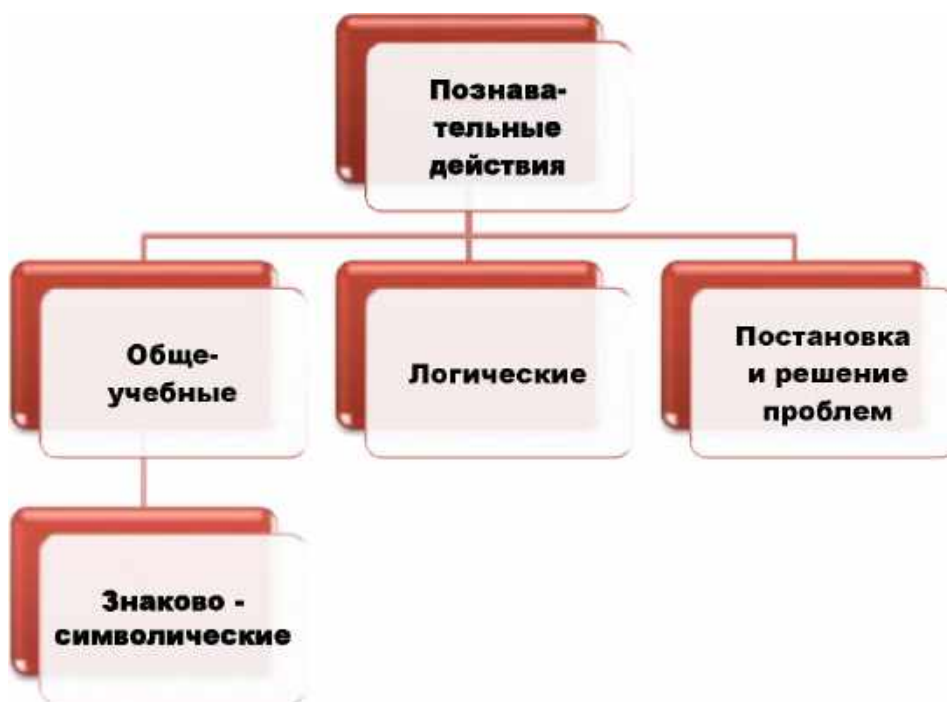 Познава-
тельные
действия
Обще-
учебные
Логические
Постановка
и решение
проблем
Знаково -
символические